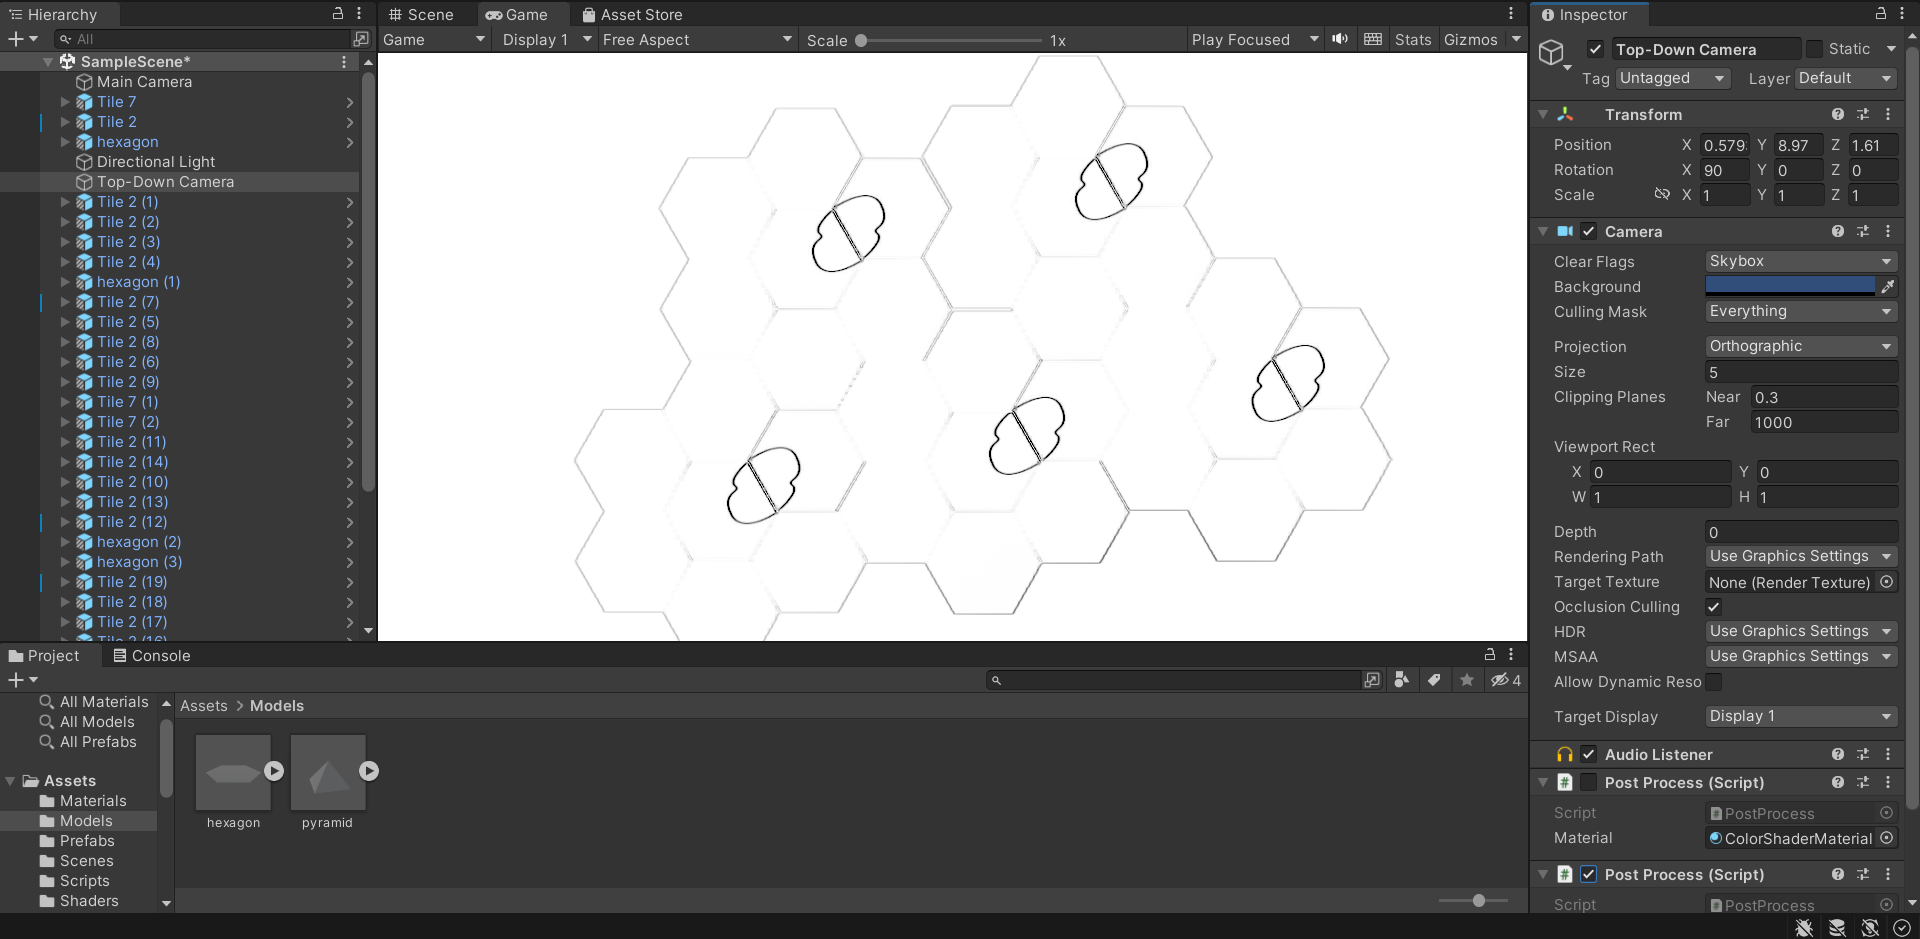 Hierarchy
All
SampleScene*
Main Camera
Tile 7
Tile 2
hexagon
Directional Light
Top-Down Camera
Tile 2 (1)
Tile 2 (2)
Tile 2 (3)
Tile 2 (4)
hexagon (1)
Tile 2 (7)
Tile 2 (5)
Tile 2 (8)
Tile 2 (6)
Tile 2 (9)
Tile 7 (1)
Tile 7 (2)
Tile 2 (11)
Tile 2 (14)
Tile 2 (10)
Tile 2 (13)
Tile 2 (12)
hexagon (2)
hexagon (3)
Tile 2 (19)
Tile 2 (18)
Tile 2 (17)
Tile 2 (16)
Scene Game Asset Store
Game Display 1 Free Aspect Scale 1x Play Focused Stats Gizmos
Project Console
4
All Materials
All Models
All Prefabs
Assets
Materials
Models
Prefabs
Scenes
Scripts
Shaders
Assets > Models
hexagon pyramid
Inspector
Top-Down Camera Static
Tag Untagged Layer Default
Transform
Position X 0.579 Y 8.97 Z 1.61
Rotation X 90 Y 0 Z 0
Scale X 1 Y 1 Z 1
Camera
Clear Flags Skybox
Background
Culling Mask Everything
Projection Orthographic
Size 5
Clipping Planes Near 0.3
Far 1000
Viewport Rect
X 0 Y 0
W 1 H 1
Depth 0
Rendering Path Use Graphics Settings
Target Texture None (Render Texture)
Occlusion Culling
HDR Use Graphics Settings
MSAA Use Graphics Settings
Allow Dynamic Reso
Target Display Display 1
Audio Listener
# Post Process (Script)
Script # PostProcess
Material ColorShaderMaterial
# Post Process (Script)
Script # PostProcess